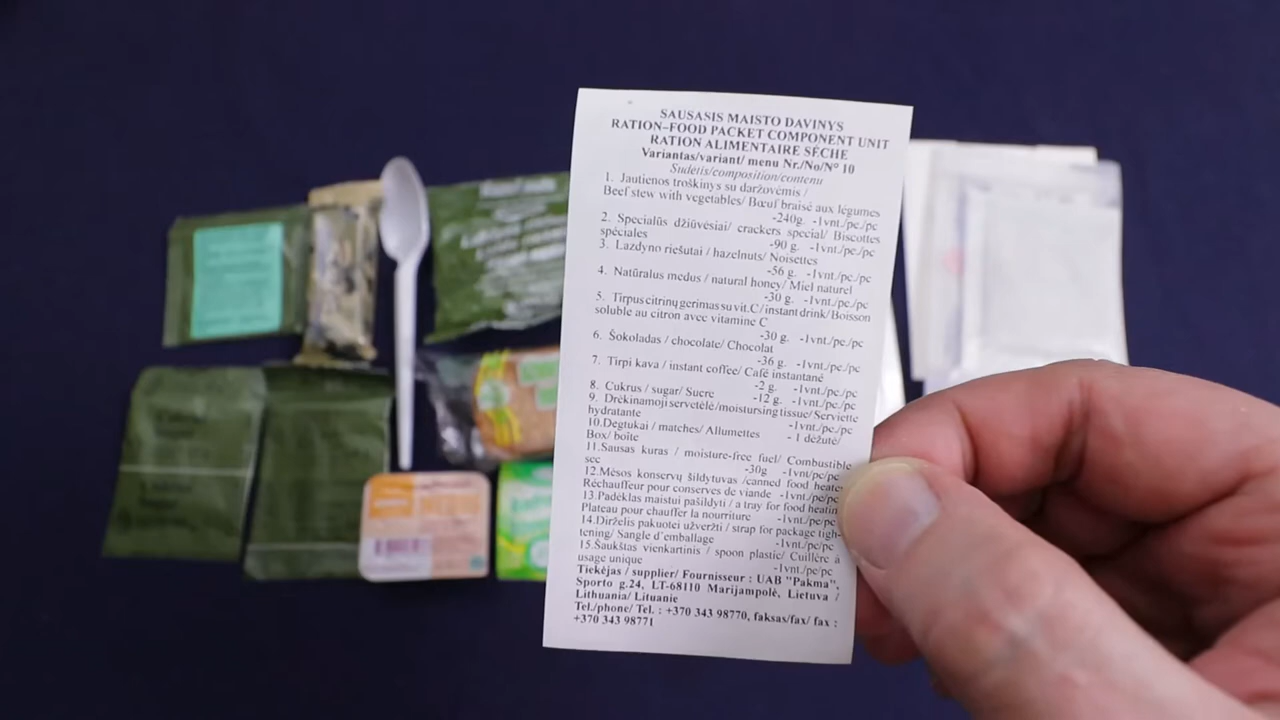 SAUSASIS MAISTO DAVINYS
RATION–FOOD PACKET COMPONENT UNIT
RATION ALIMENTAIRE SÈCHE
Variantas/variant/ menu Nr./No/N° 10
Sudėtis/composition/contenu
1. Jautienos troškinys su daržovėmis /
Beef stew with vegetables/ Bœuf braisé aux légumes
-240g. -1vnt./pc./pc
2. Specialūs džiūvėsiai/ crackers special/ Biscottes
spéciales -90 g. -1vnt./pc./pc
3. Lazdyno riešutai / hazelnuts/ Noisettes
-56 g. -1vnt./pc/pc
4. Natūralus medus / natural honey/ Miel naturel
-30 g. -1vnt./pc/pc
5. Tirpus citrinų gėrimas su vit.C/ instant drink/ Boisson
soluble au citron avec vitamine C
-30 g. -1vnt./pc/pc
6. Šokoladas / chocolate/ Chocolat
-36 g. -1vnt./pc/pc
7. Tirpi kava / instant coffee/ Café instantané
-2 g. -1vnt./pc/pc
8. Cukrus / sugar/ Sucre -12 g. -1vnt./pc/pc
9. Drėkinamoji servetėlė/moistursing tissue/ Serviette
hydratante -1vnt./pc/pc
10.Degtukai / matches/ Allumettes - 1 dėžutė/
Box/ boîte
11.Sausas kuras / moisture-free fuel/ Combustible
sec -30g -1vnt/pc/pc
12.Mėsos konservų šildytuvas /canned food heater
Réchauffeur pour conserves de viande -1vnt./pc/pc
13.Padėklas maistui pašildyti / a tray for food heatin
Plateau pour chauffer la nourriture -1vnt./pc/pc
14.Dirželis pakuotei užveržti / strap for package tigh-
tening/ Sangle d'emballage -1vnt./pc/pc
15.Šaukštas vienkartinis / spoon plastic/ Cuillère à
usage unique -1vnt./pc/pc
Tiekėjas / supplier/ Fournisseur : UAB "Pakma",
Sporto g.24, LT-68110 Marijampolė, Lietuva /
Lithuania/ Lituanie
Tel./phone/ Tel. : +370 343 98770, faksas/fax/ fax :
+370 343 98771